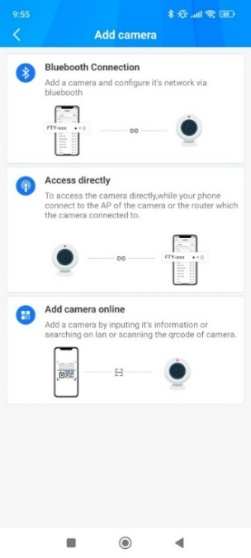 9:55
Add camera
Bluetooth Connection
Add a camera and configure it's network via
bluetooth
FTY-xxx
Access directly
To access the camera directly,while your phone
connect to the AP of the camera or the router which
the camera connected to.
FTY-xxx
Add camera online
Add a camera by inputing it's information or
searching on lan or scanning the qrcode of camera.